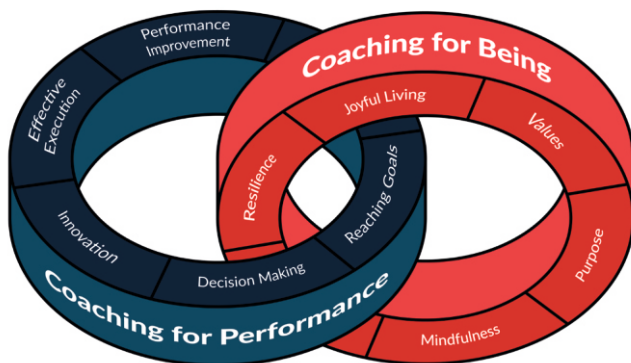 Performance
Improvement
Effective
Execution
Innovation
Decision Making
Reaching Goals
Coaching for Performance
Coaching for Being
Joyful Living
Values
Resilience
Purpose
Mindfulness